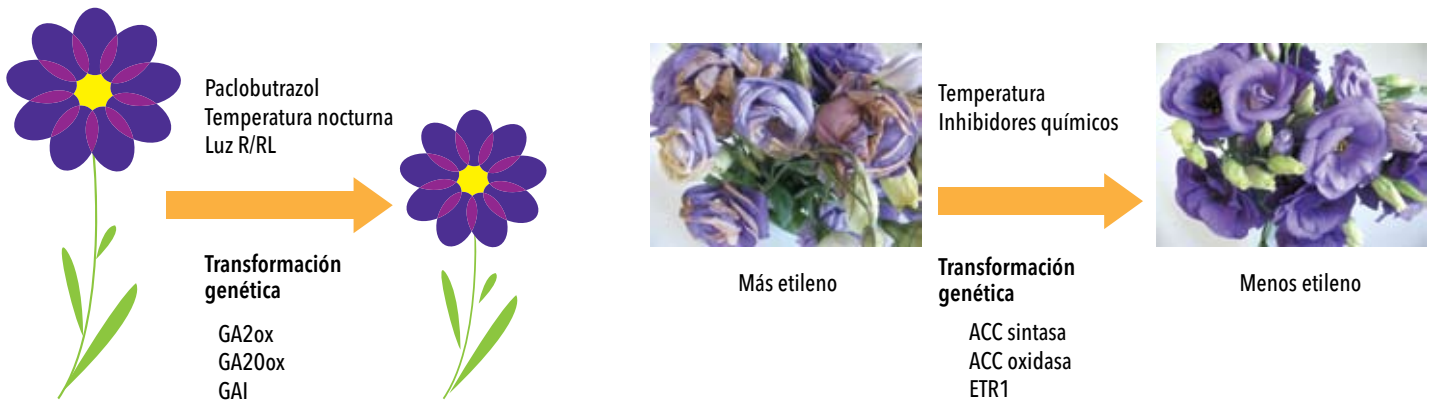 Paclobutrazol
Temperatura nocturna
Luz R/RL
Transformación
genética
GA2ox
GA20ox
GAI
Más etileno
Temperatura
Inhibidores químicos
Transformación
genética
ACC sintasa
ACC oxidasa
ETR1
Menos etileno